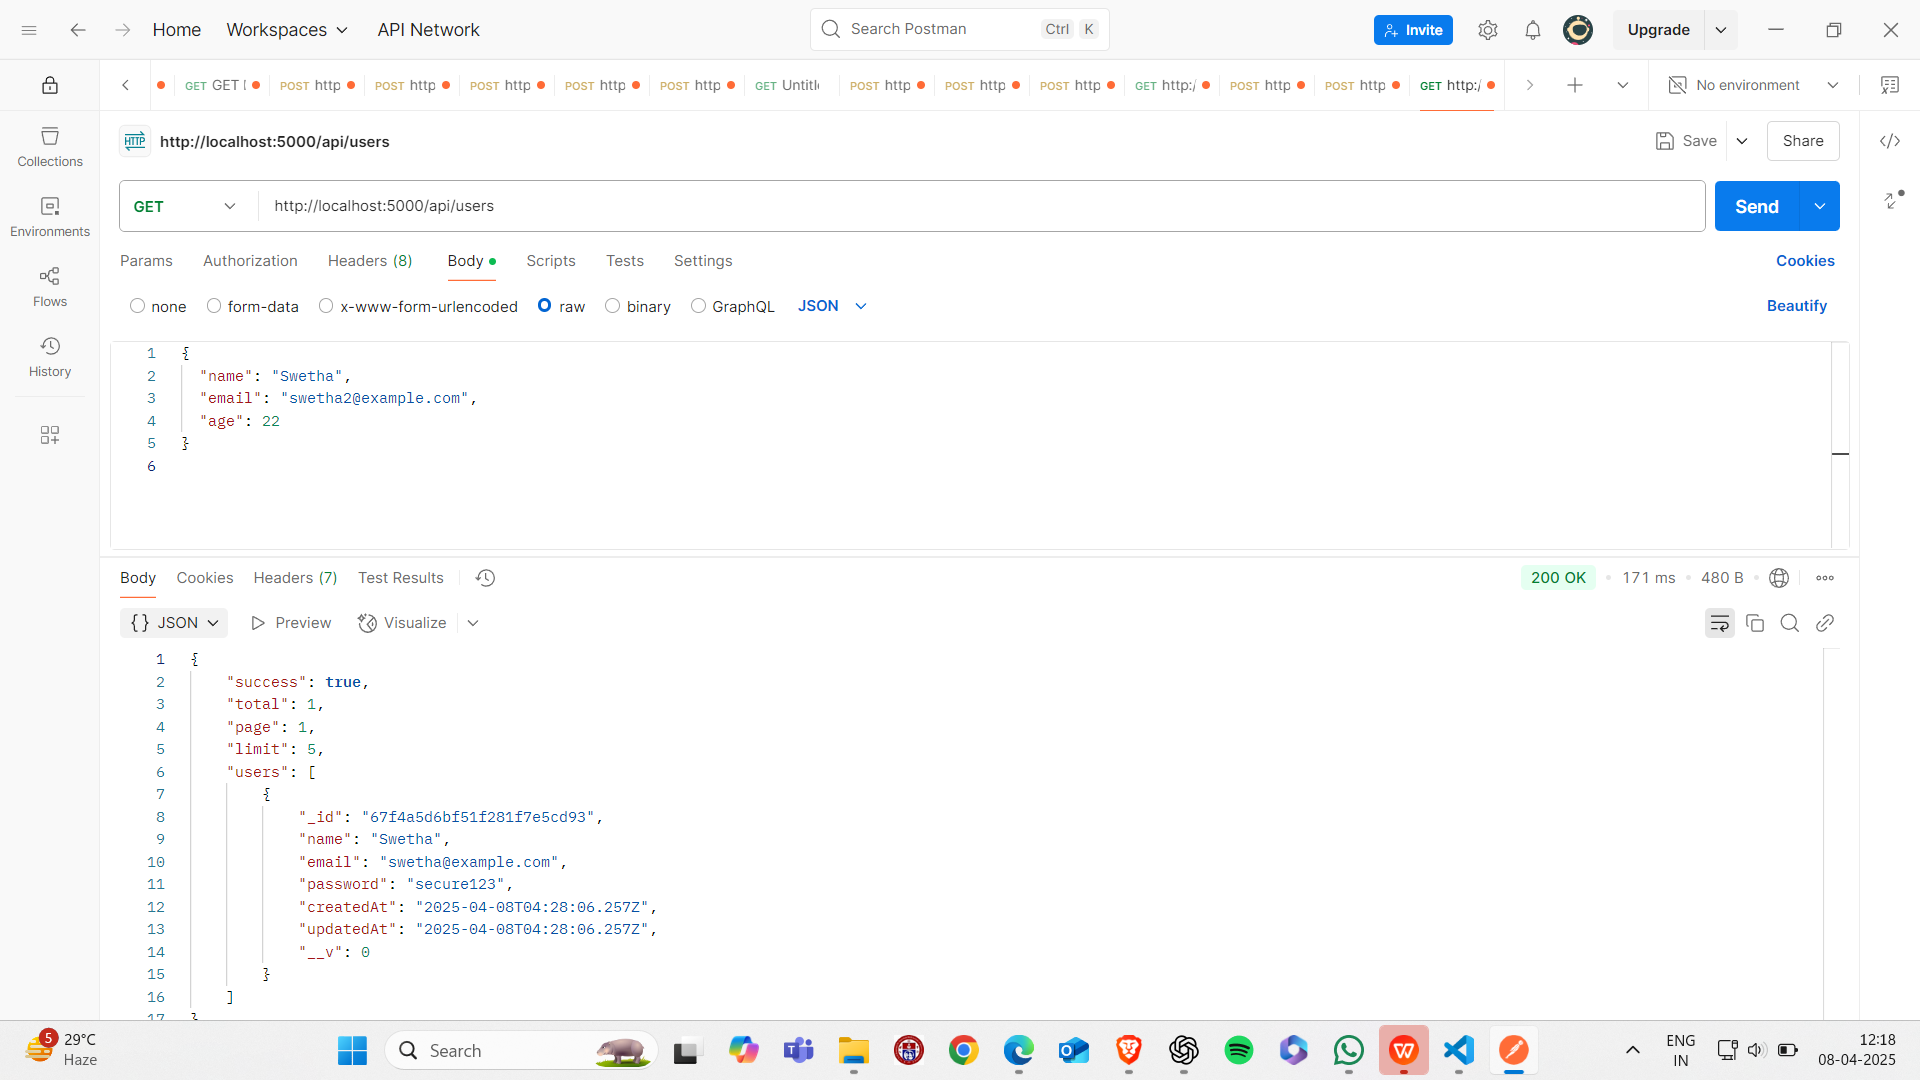 Home Workspaces API Network Search Postman Ctrl K Invite Upgrade
GET GET POST http POST http POST http POST http POST http GET Untitle POST http POST http POST http GET http:/ POST http POST http GET http:/ No environment
HTTP http://localhost:5000/api/users Save Share
GET http://localhost:5000/api/users Send
Params Authorization Headers (8) Body Scripts Tests Settings Cookies
none form-data x-www-form-urlencoded raw binary GraphQL JSON Beautify
Collections
Environments
Flows
History
1 {
2 "name": "Swetha",
3 "email": "swetha2@example.com",
4 "age": 22
5 }
6
Body Cookies Headers (7) Test Results 200 OK 171 ms 480 B
{} JSON Preview Visualize
1 {
2 "success": true,
3 "total": 1,
4 "page": 1,
5 "limit": 5,
6 "users": [
7 {
8 "_id": "67f4a5d6bf51f281f7e5cd93",
9 "name": "Swetha",
10 "email": "swetha@example.com",
11 "password": "secure123",
12 "createdAt": "2025-04-08T04:28:06.257Z",
13 "updatedAt": "2025-04-08T04:28:06.257Z",
14 "__v": 0
15 }
16 ]
17 }
5 29°C
Haze
Search
ENG
IN
12:18
08-04-2025